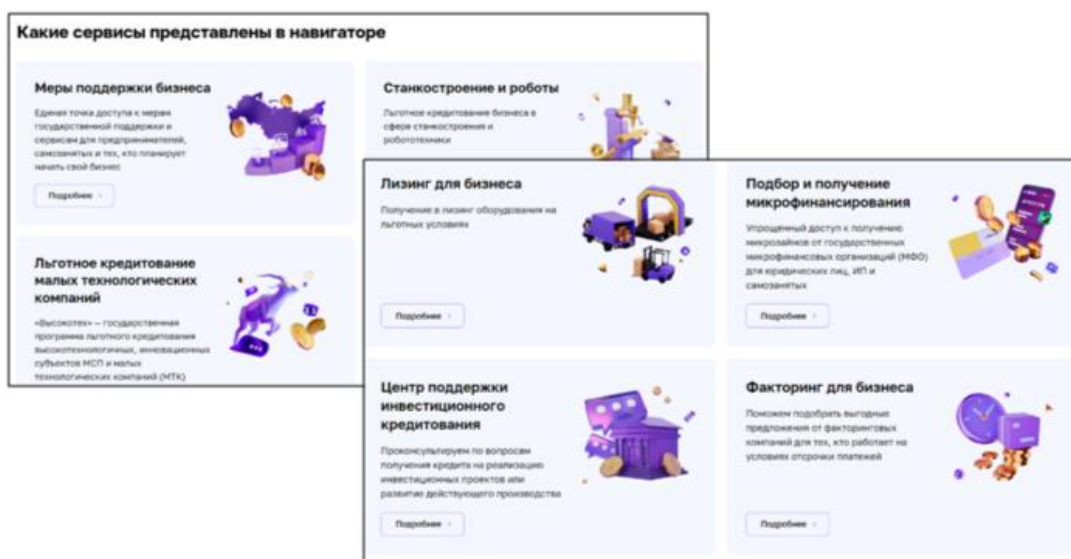 Какие сервисы представлены в навигаторе
Меры поддержки бизнеса
Единая точка доступа к мерам
государственной поддержки и
сервисам для предпринимателей,
самозанятых и тех, кто планирует
начать свой бизнес
Подробнее
Станкостроение и роботы
Льготное кредитование бизнеса в
сфере станкостроения и
робототехники
Льготное кредитование
малых технологических
компаний
«Высокотех» — государственная
программа льготного кредитования
высокотехнологичных, инновационных
субъектов МСП и малых
технологических компаний (МТК)
Лизинг для бизнеса
Получение в лизинг оборудования на
льготных условиях
Подробнее
Подбор и получение
микрофинансирования
Упрощенный доступ к получению
микрозаймов от государственных
микрофинансовых организаций (МФО)
для юридических лиц, ИП и
самозанятых
Подробнее
Центр поддержки
инвестиционного
кредитования
Проконсультируем по вопросам
получения кредита на реализацию
инвестиционных проектов или
развитие действующего производства
Подробнее
Факторинг для бизнеса
Поможем подобрать выгодные
предложения от факторинговых
компаний для тех, кто работает на
условиях отсрочки платежей
Подробнее